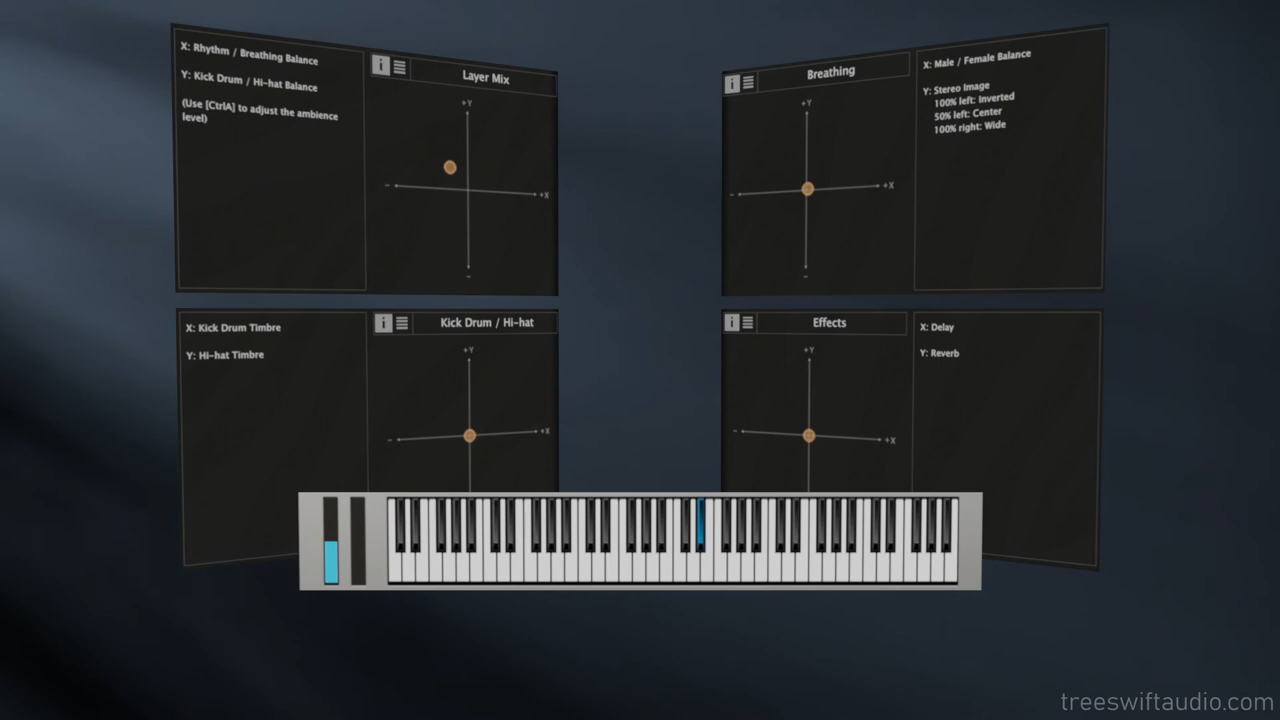 X: Rhythm / Breathing Balance
Y: Kick Drum / Hi-hat Balance
(Use [CtrlA] to adjust the ambience
level)
i
Layer Mix
+Y
-
+X
-
i
Breathing
+Y
-
+X
-
X: Male / Female Balance
Y: Stereo Image
100% left: Inverted
50% left: Center
100% right: Wide
X: Kick Drum Timbre
Y: Hi-hat Timbre
i
Kick Drum / Hi-hat
+Y
-
+X
i
Effects
+Y
-
+X
X: Delay
Y: Reverb
treeswiftaudio.com